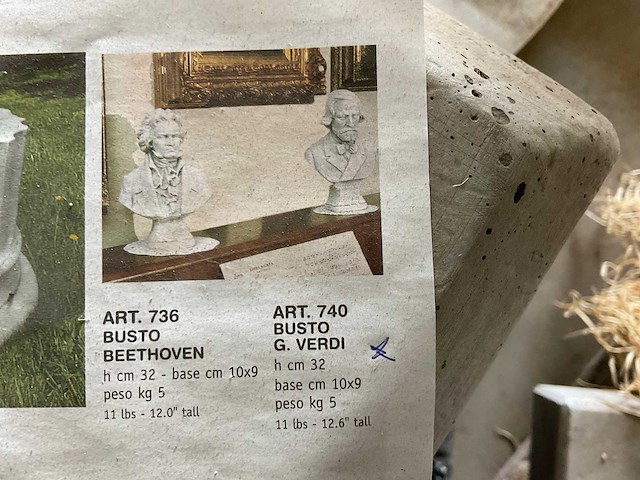 ART. 736
BUSTO
BEETHOVEN
h cm 32 - base cm 10x9
peso kg 5
11 lbs - 12.0" tall
ART. 740
BUSTO
G. VERDI
h cm 32
base cm 10x9
peso kg 5
11 lbs - 12.6" tall